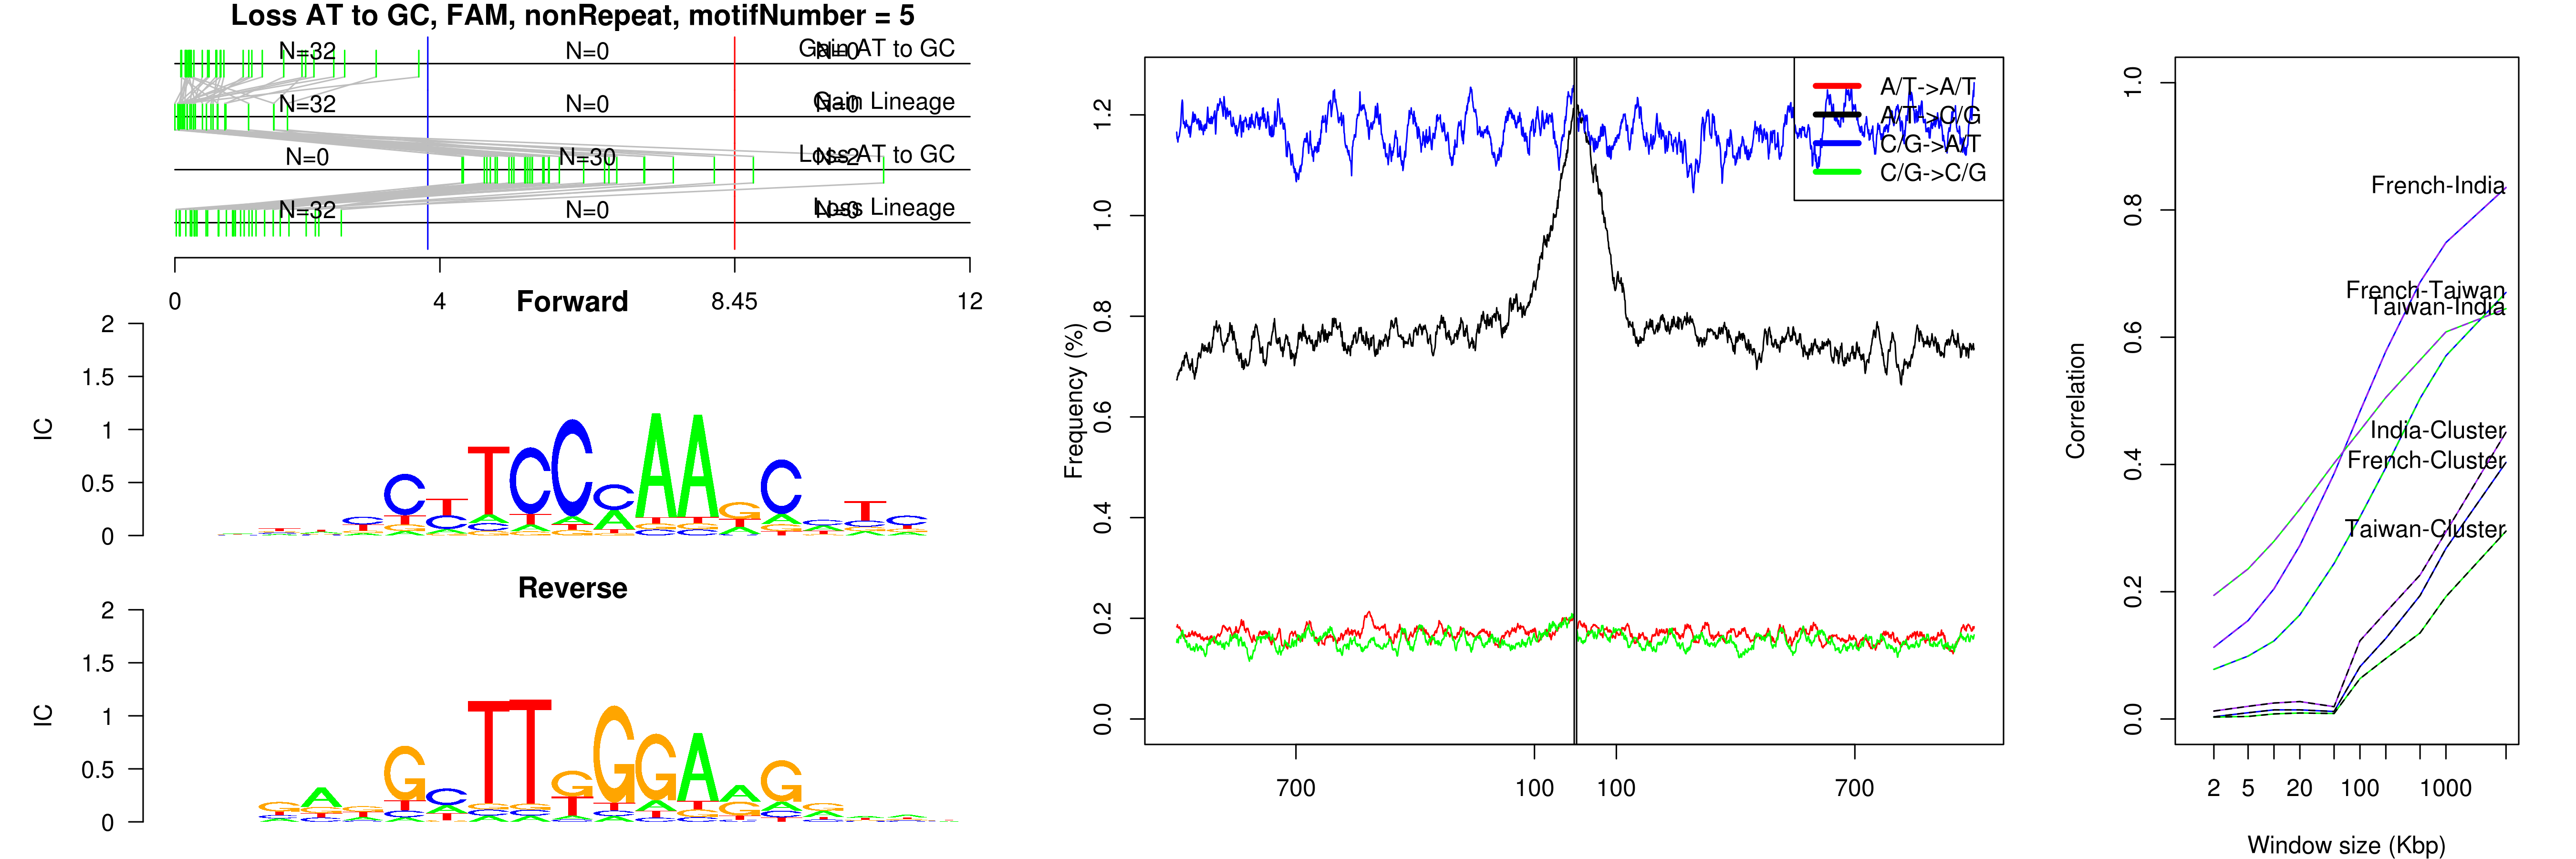 Loss AT to GC, FAM, nonRepeat, motifNumber = 5
N=32 N=0 N=0 Gain AT to GC
N=32 N=0 N=0 Gain Lineage
N=0 N=30 N=2 Loss AT to GC
N=32 N=0 N=0 Loss Lineage
0 4 8.45 12
Forward
2
1.5
1
0.5
0
IC
Reverse
2
1.5
1
0.5
0
IC
A/T->A/T
A/T->C/G
C/G->A/T
C/G->C/G
Frequency (%)
1.2
1.0
0.8
0.6
0.4
0.2
0.0
700 100 100 700
Correlation
1.0
0.8
0.6
0.4
0.2
0.0
French-India
French-Taiwan
Taiwan-India
India-Cluster
French-Cluster
Taiwan-Cluster
2 5 20 100 1000
Window size (Kbp)